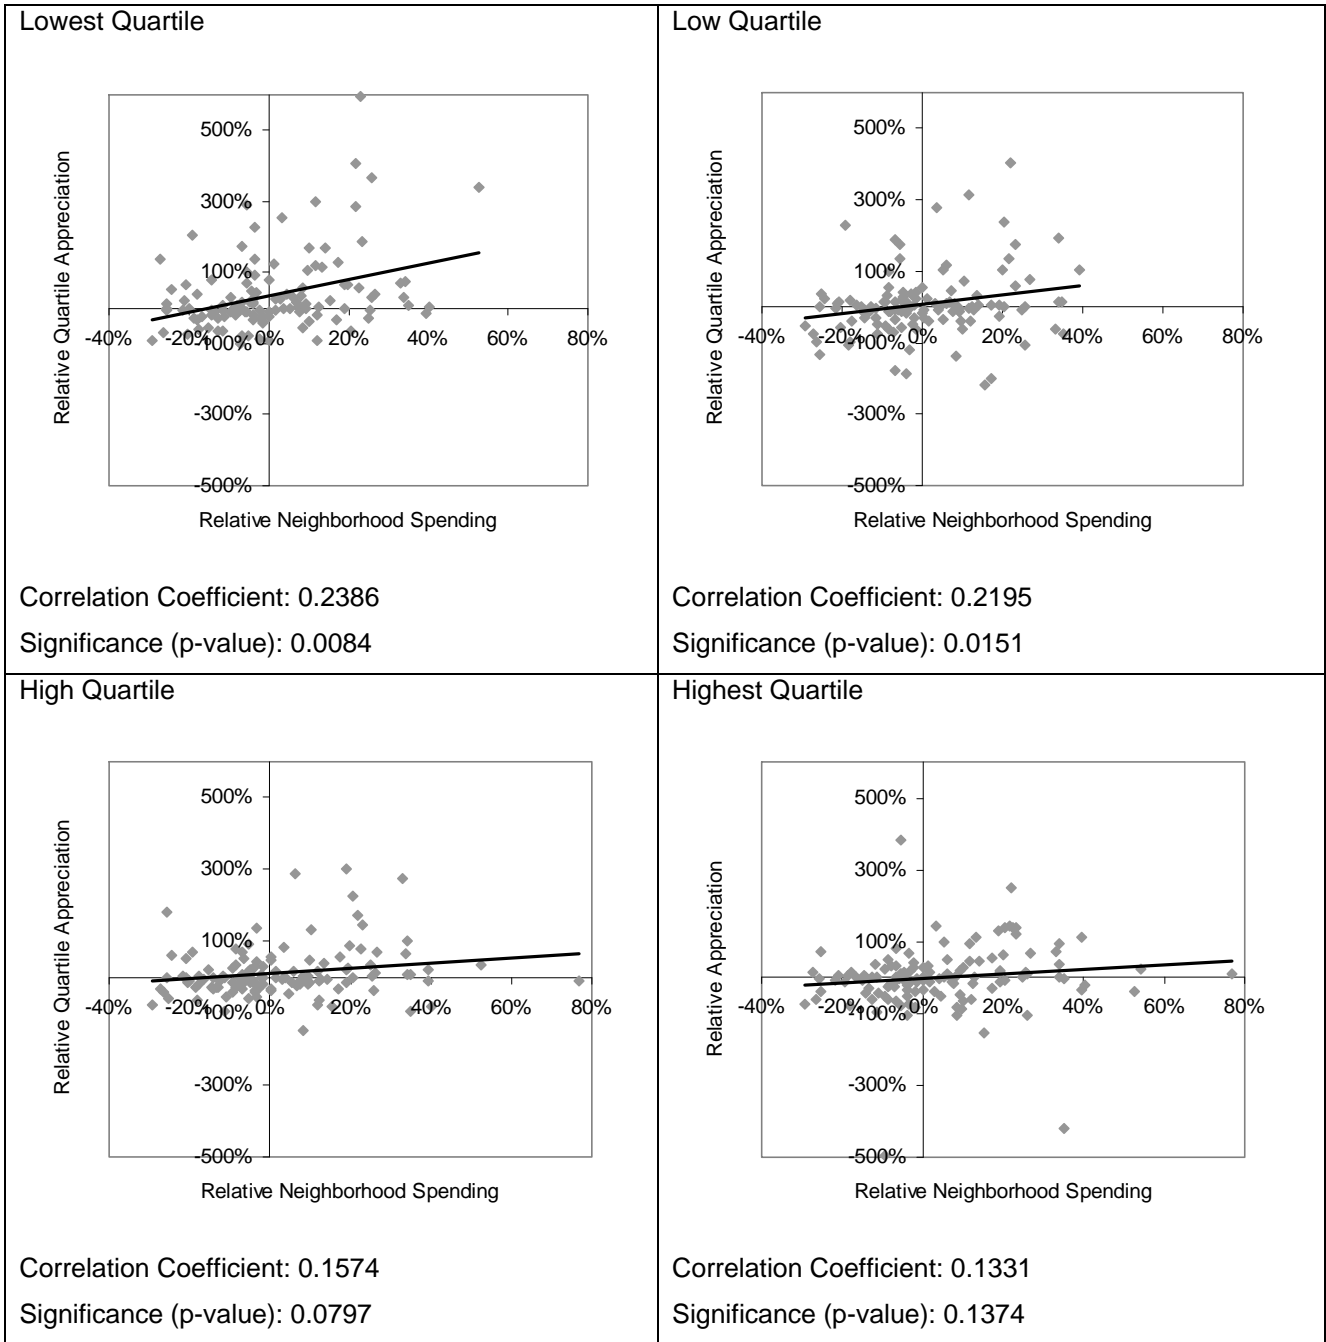 Lowest Quartile
500%
300%
100%
-40%
-20%
0%
20%
40%
60%
80%
-100%
-300%
-500%
Relative Quartile Appreciation
Relative Neighborhood Spending
Correlation Coefficient: 0.2386
Significance (p-value): 0.0084
Low Quartile
500%
300%
100%
-40%
-20%
0%
20%
40%
60%
80%
-100%
-300%
-500%
Relative Quartile Appreciation
Relative Neighborhood Spending
Correlation Coefficient: 0.2195
Significance (p-value): 0.0151
High Quartile
500%
300%
100%
-40%
-20%
0%
20%
40%
60%
80%
-100%
-300%
-500%
Relative Quartile Appreciation
Relative Neighborhood Spending
Correlation Coefficient: 0.1574
Significance (p-value): 0.0797
Highest Quartile
500%
300%
100%
-40%
-20%
0%
20%
40%
60%
80%
-100%
-300%
-500%
Relative Appreciation
Relative Neighborhood Spending
Correlation Coefficient: 0.1331
Significance (p-value): 0.1374